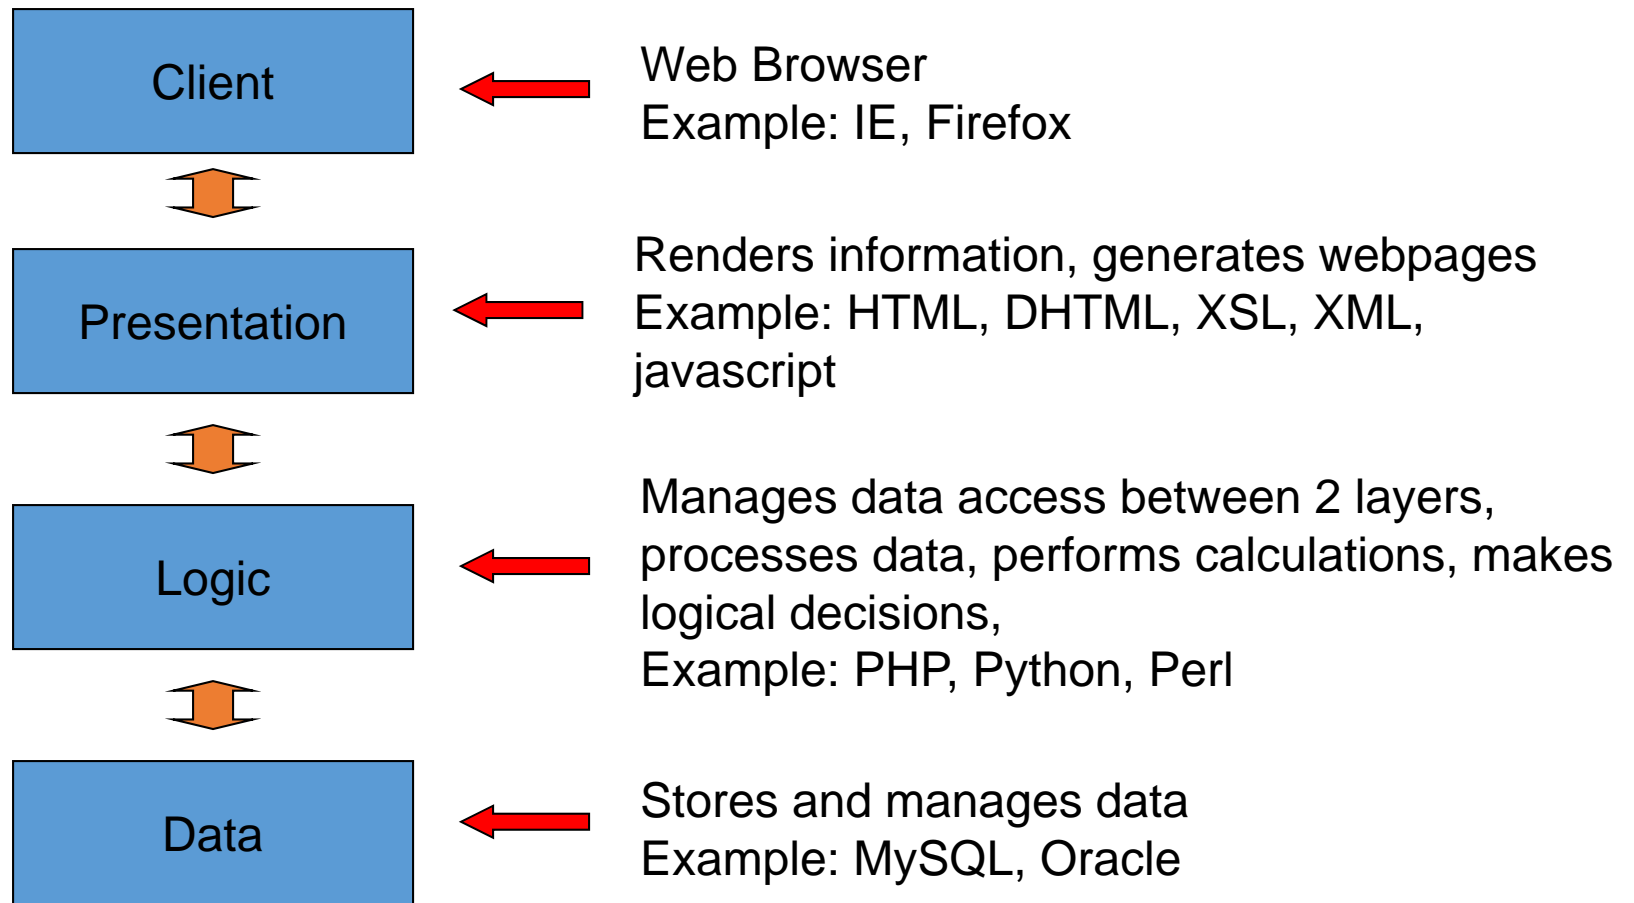 Client
Web Browser
Example: IE, Firefox
Presentation
Renders information, generates webpages
Example: HTML, DHTML, XSL, XML,
javascript
Logic
Manages data access between 2 layers,
processes data, performs calculations, makes
logical decisions,
Example: PHP, Python, Perl
Data
Stores and manages data
Example: MySQL, Oracle